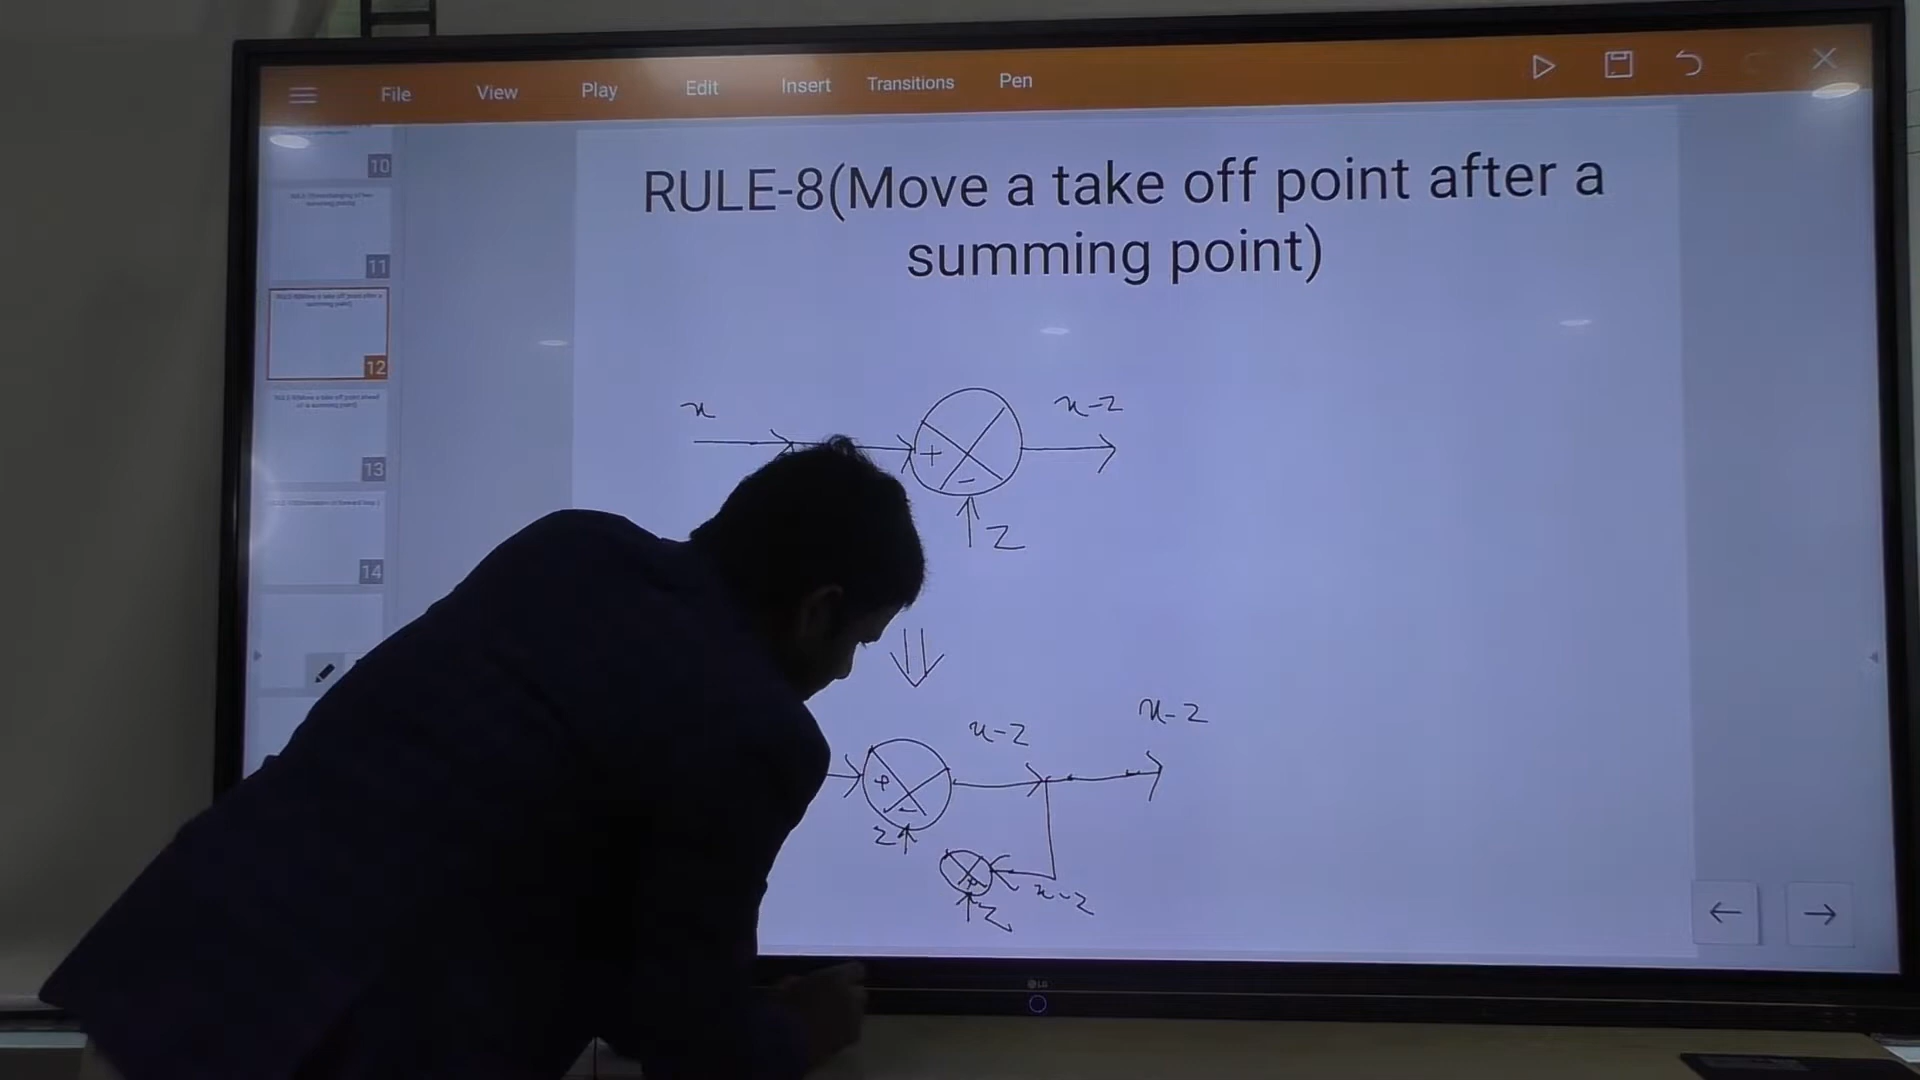 File View Play Edit Insert Transitions Pen
10
11
12
13
14
RULE-8(Move a take off point after a
summing point)
x
x-z
+
-
z
x-z
x-z
+
-
z
x-z
+
z
LG